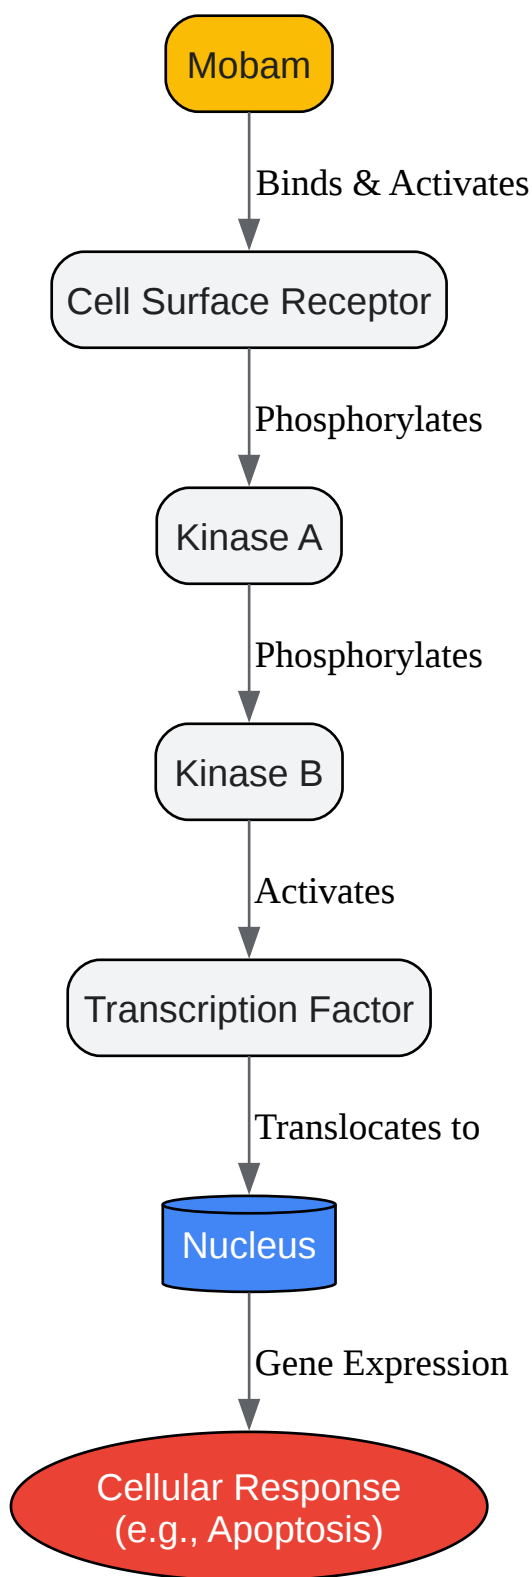 Mobam
Binds & Activates
Cell Surface Receptor
Phosphorylates
Kinase A
Phosphorylates
Kinase B
Activates
Transcription Factor
Translocates to
Nucleus
Gene Expression
Cellular Response
(e.g., Apoptosis)